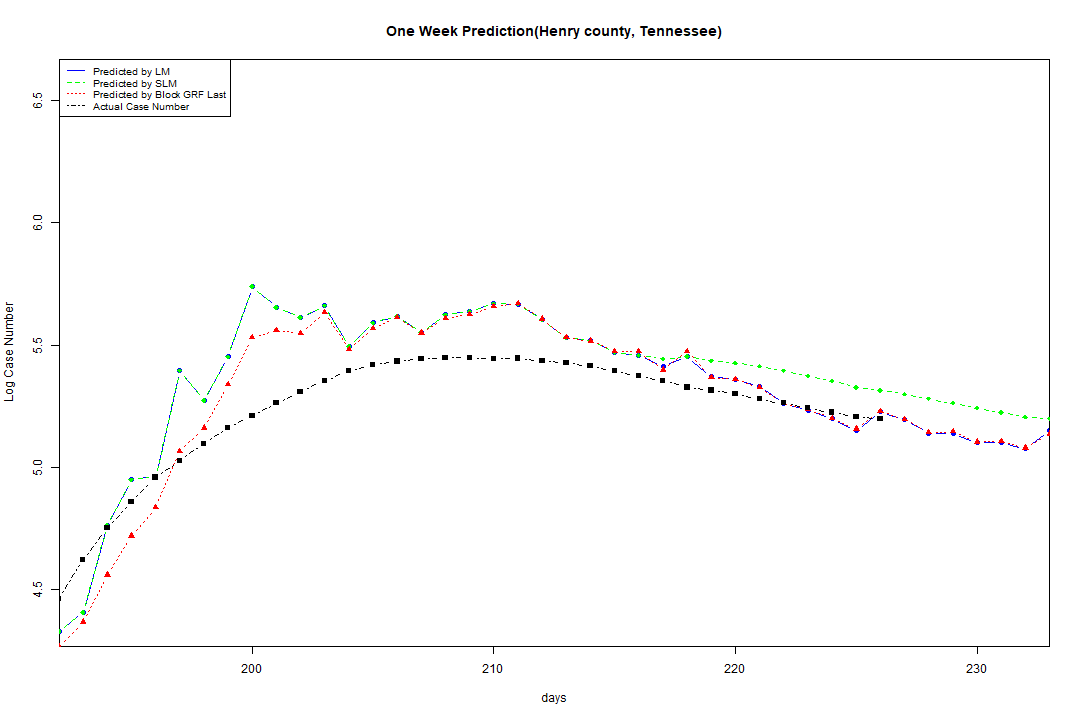 One Week Prediction(Henry county, Tennessee)
Predicted by LM
Predicted by SLM
Predicted by Block GRF Last
Actual Case Number
6.5
6.0
5.5
5.0
4.5
Log Case Number
200 210 220 230
days